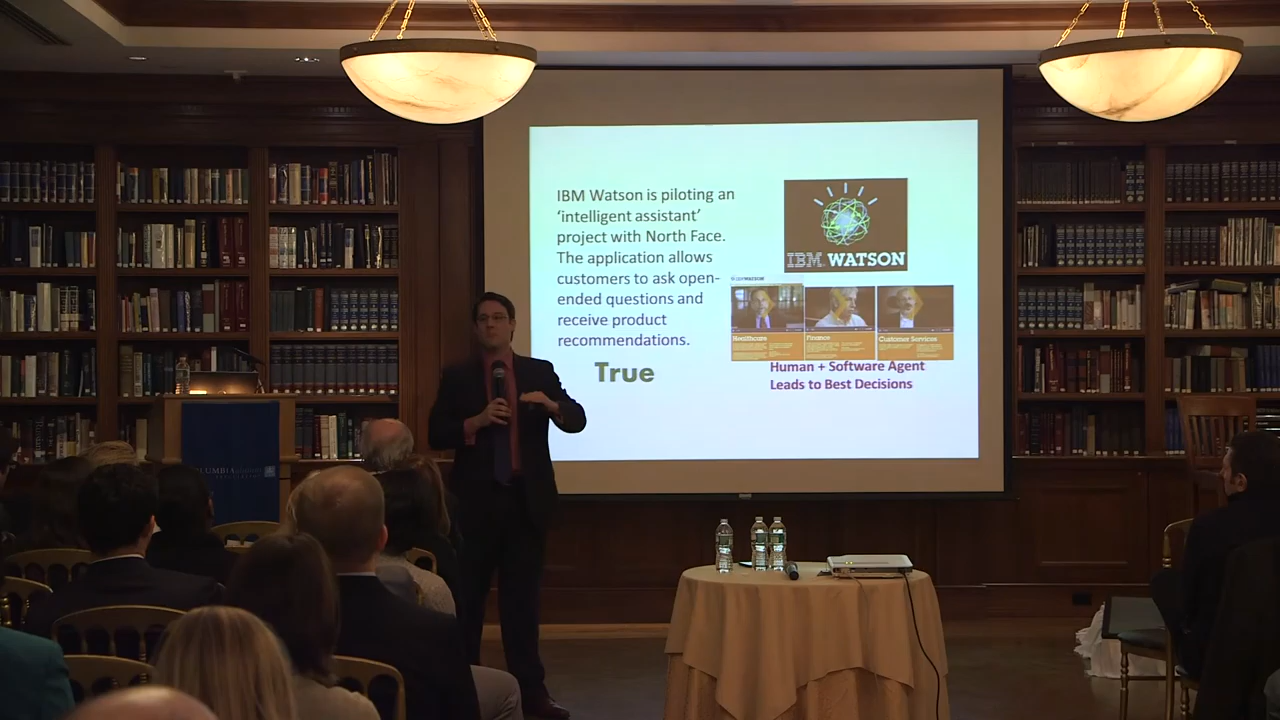 IBM Watson is piloting an
‘intelligent assistant’
project with North Face.
The application allows
customers to ask open-
ended questions and
receive product
recommendations.
True
IBM WATSON
Healthcare
Finance
Customer Services
Human + Software Agent
Leads to Best Decisions